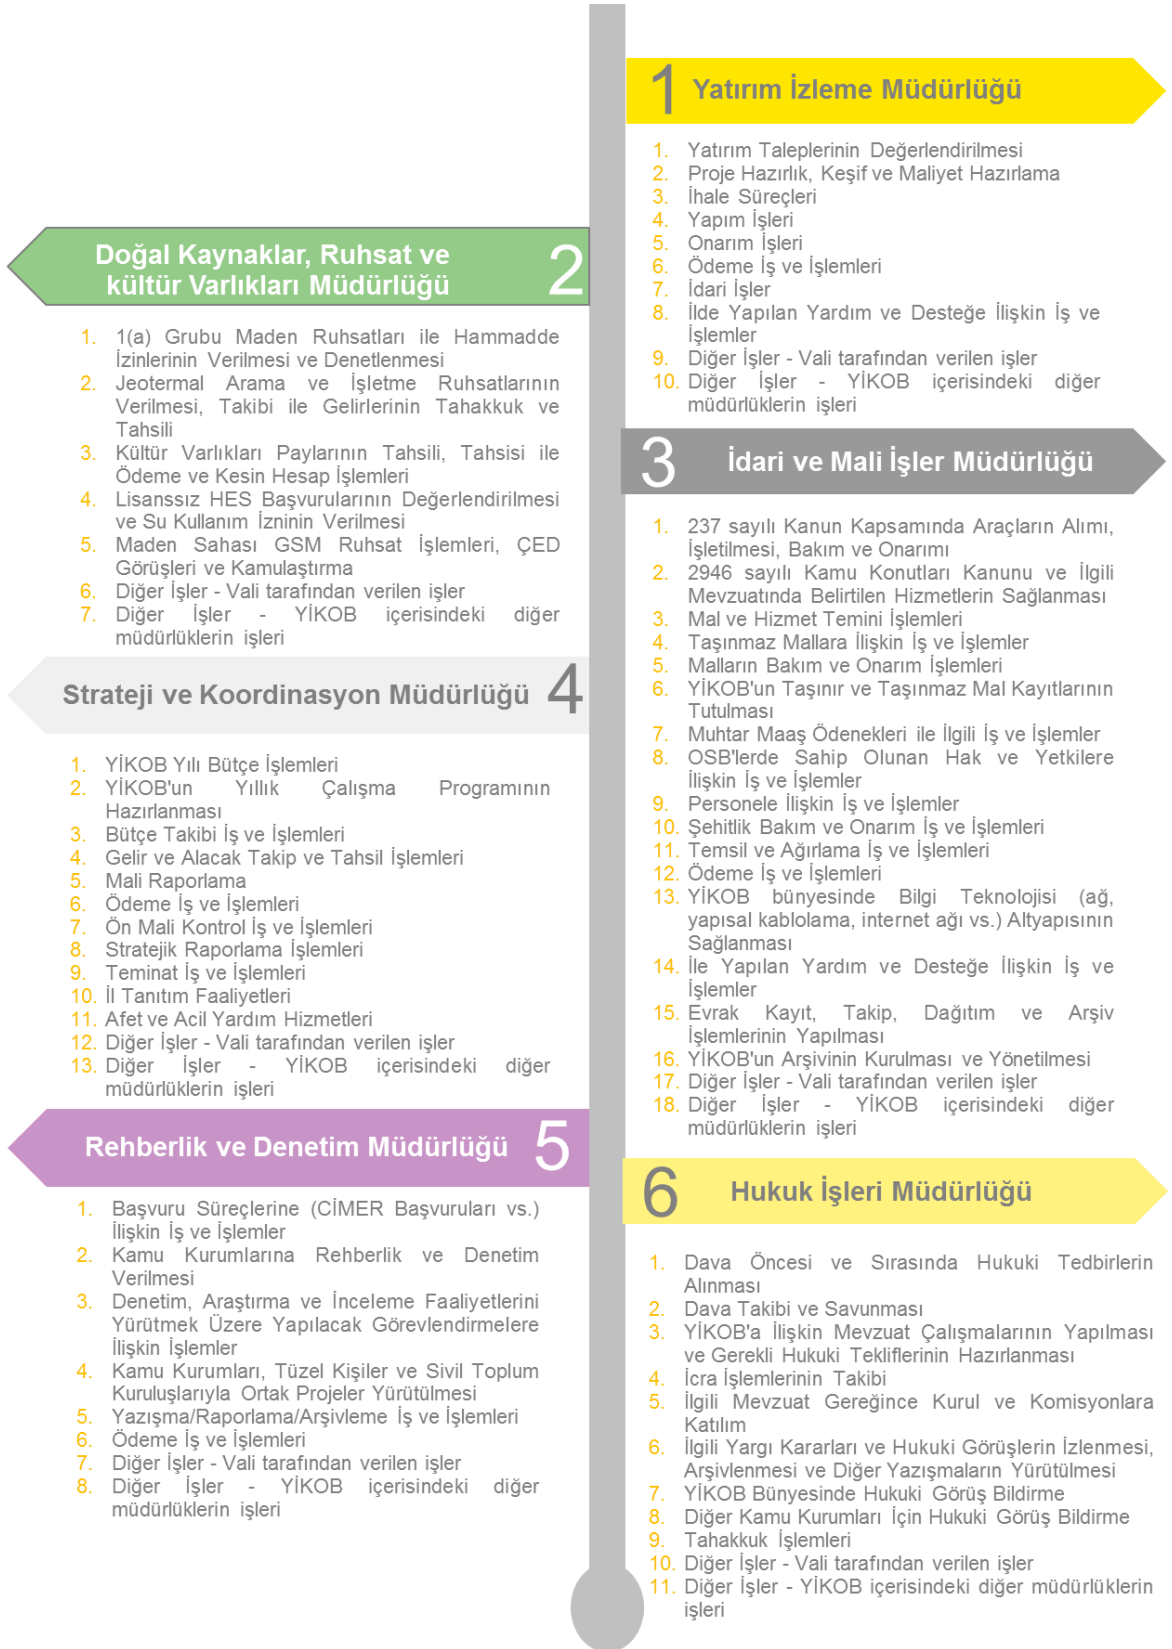 1 Yatırım İzleme Müdürlüğü
1. Yatırım Taleplerinin Değerlendirilmesi
2. Proje Hazırlık, Keşif ve Maliyet Hazırlama
3. İhale Süreçleri
4. Yapım İşleri
5. Onarım İşleri
6. Ödeme İş ve İşlemleri
7. İdari İşler
8. İlde Yapılan Yardım ve Desteğe İlişkin İş ve
İşlemler
9. Diğer İşler - Vali tarafından verilen işler
10. Diğer İşler - YİKOB içerisindeki diğer
müdürlüklerin işleri
Doğal Kaynaklar, Ruhsat ve
kültür Varlıkları Müdürlüğü 2
1. 1(a) Grubu Maden Ruhsatları ile Hammadde
İzinlerinin Verilmesi ve Denetlenmesi
2. Jeotermal Arama ve İşletme Ruhsatlarının
Verilmesi, Takibi ile Gelirlerinin Tahakkuk ve
Tahsili
3. Kültür Varlıkları Paylarının Tahsili, Tahsisi ile
Ödeme ve Kesin Hesap İşlemleri
4. Lisanssız HES Başvurularının Değerlendirilmesi
ve Su Kullanım İzninin Verilmesi
5. Maden Sahası GSM Ruhsat İşlemleri, ÇED
Görüşleri ve Kamulaştırma
6. Diğer İşler - Vali tarafından verilen işler
7. Diğer İşler - YİKOB içerisindeki diğer
müdürlüklerin işleri
3 İdari ve Mali İşler Müdürlüğü
1. 237 sayılı Kanun Kapsamında Araçların Alımı,
İşletilmesi, Bakım ve Onarımı
2. 2946 sayılı Kamu Konutları Kanunu ve İlgili
Mevzuatında Belirtilen Hizmetlerin Sağlanması
3. Mal ve Hizmet Temini İşlemleri
4. Taşınmaz Mallara İlişkin İş ve İşlemler
5. Malların Bakım ve Onarım İşlemleri
6. YİKOB'un Taşınır ve Taşınmaz Mal Kayıtlarının
Tutulması
7. Muhtar Maaş Ödenekleri ile İlgili İş ve İşlemler
8. OSB'lerde Sahip Olunan Hak ve Yetkilere
İlişkin İş ve İşlemler
9. Personele İlişkin İş ve İşlemler
10. Şehitlik Bakım ve Onarım İş ve İşlemleri
11. Temsil ve Ağırlama İş ve İşlemleri
12. Ödeme İş ve İşlemleri
13. YİKOB bünyesinde Bilgi Teknolojisi (ağ,
yapısal kablolama, internet ağı vs.) Altyapısının
Sağlanması
14. İle Yapılan Yardım ve Desteğe İlişkin İş ve
İşlemler
15. Evrak Kayıt, Takip, Dağıtım ve Arşiv
İşlemlerinin Yapılması
16. YİKOB'un Arşivinin Kurulması ve Yönetilmesi
17. Diğer İşler - Vali tarafından verilen işler
18. Diğer İşler - YİKOB içerisindeki diğer
müdürlüklerin işleri
Strateji ve Koordinasyon Müdürlüğü 4
1. YİKOB Yılı Bütçe İşlemleri
2. YİKOB'un Yıllık Çalışma Programının
Hazırlanması
3. Bütçe Takibi İş ve İşlemleri
4. Gelir ve Alacak Takip ve Tahsil İşlemleri
5. Mali Raporlama
6. Ödeme İş ve İşlemleri
7. Ön Mali Kontrol İş ve İşlemleri
8. Stratejik Raporlama İşlemleri
9. Teminat İş ve İşlemleri
10. İl Tanıtım Faaliyetleri
11. Afet ve Acil Yardım Hizmetleri
12. Diğer İşler - Vali tarafından verilen işler
13. Diğer İşler - YİKOB içerisindeki diğer
müdürlüklerin işleri
Rehberlik ve Denetim Müdürlüğü 5
1. Başvuru Süreçlerine (CİMER Başvuruları vs.)
İlişkin İş ve İşlemler
2. Kamu Kurumlarına Rehberlik ve Denetim
Verilmesi
3. Denetim, Araştırma ve İnceleme Faaliyetlerini
Yürütmek Üzere Yapılacak Görevlendirmelere
İlişkin İşlemler
4. Kamu Kurumları, Tüzel Kişiler ve Sivil Toplum
Kuruluşlarıyla Ortak Projeler Yürütülmesi
5. Yazışma/Raporlama/Arşivleme İş ve İşlemleri
6. Ödeme İş ve İşlemleri
7. Diğer İşler - Vali tarafından verilen işler
8. Diğer İşler - YİKOB içerisindeki diğer
müdürlüklerin işleri
6 Hukuk İşleri Müdürlüğü
1. Dava Öncesi ve Sırasında Hukuki Tedbirlerin
Alınması
2. Dava Takibi ve Savunması
3. YİKOB'a İlişkin Mevzuat Çalışmalarının Yapılması
ve Gerekli Hukuki Tekliflerinin Hazırlanması
4. İcra İşlemlerinin Takibi
5. İlgili Mevzuat Gereğince Kurul ve Komisyonlara
Katılım
6. İlgili Yargı Kararları ve Hukuki Görüşlerin İzlenmesi,
Arşivlenmesi ve Diğer Yazışmaların Yürütülmesi
7. YİKOB Bünyesinde Hukuki Görüş Bildirme
8. Diğer Kamu Kurumları İçin Hukuki Görüş Bildirme
9. Tahakkuk İşlemleri
10. Diğer İşler - Vali tarafından verilen işler
11. Diğer İşler - YİKOB içerisindeki diğer müdürlüklerin
işleri